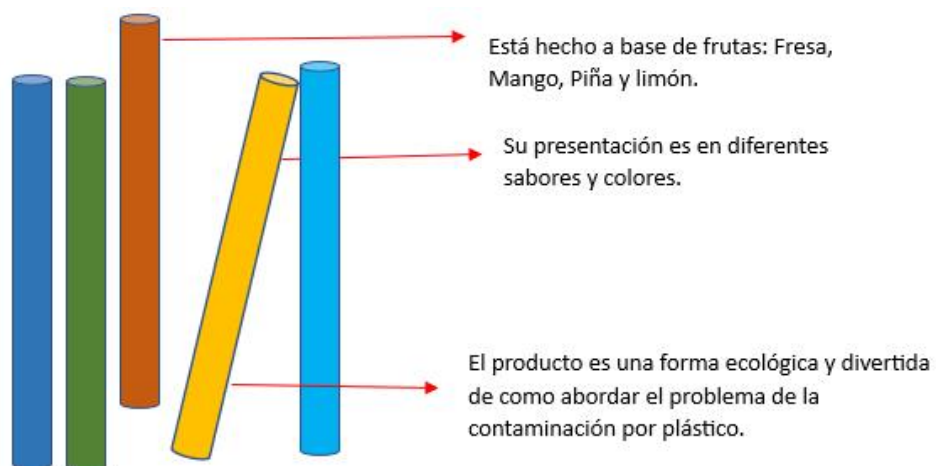 Está hecho a base de frutas: Fresa,
Mango, Piña y limón.
Su presentación es en diferentes
sabores y colores.
El producto es una forma ecológica y divertida
de como abordar el problema de la
contaminación por plástico.